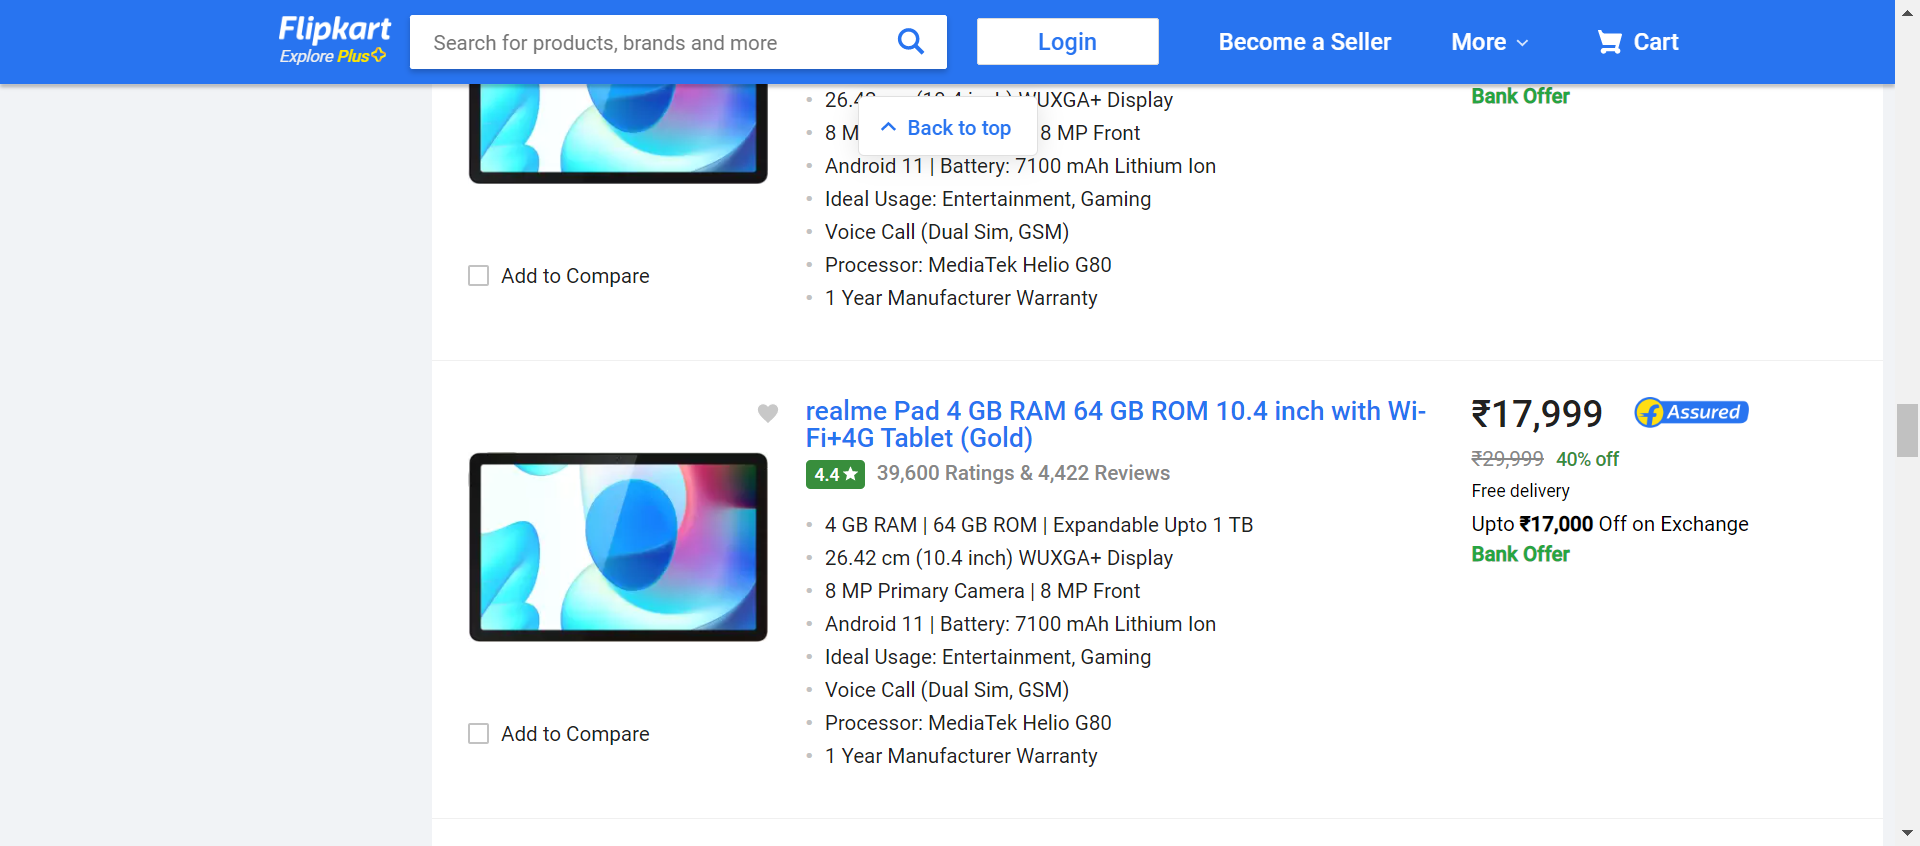 Flipkart
Explore Plus
Search for products, brands and more
Login
Become a Seller
More
Cart
WUXGA+ Display
Back to top
8 MP Front
Android 11 | Battery: 7100 mAh Lithium Ion
Ideal Usage: Entertainment, Gaming
Voice Call (Dual Sim, GSM)
Processor: MediaTek Helio G80
1 Year Manufacturer Warranty
Add to Compare
Bank Offer
realme Pad 4 GB RAM 64 GB ROM 10.4 inch with Wi-
Fi+4G Tablet (Gold)
4.4★ 39,600 Ratings & 4,422 Reviews
4 GB RAM | 64 GB ROM | Expandable Upto 1 TB
26.42 cm (10.4 inch) WUXGA+ Display
8 MP Primary Camera | 8 MP Front
Android 11 | Battery: 7100 mAh Lithium Ion
Ideal Usage: Entertainment, Gaming
Voice Call (Dual Sim, GSM)
Processor: MediaTek Helio G80
1 Year Manufacturer Warranty
Add to Compare
₹17,999
Assured
₹29,999 40% off
Free delivery
Upto ₹17,000 Off on Exchange
Bank Offer